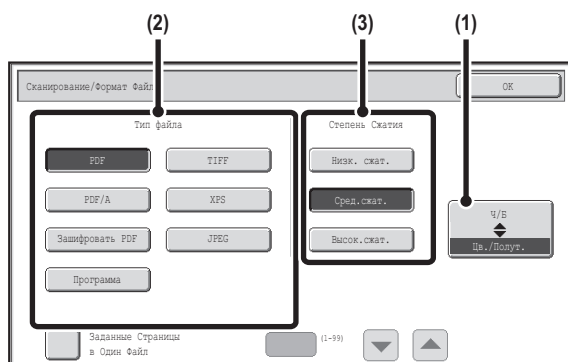 (2) (3) (1)
Сканирование/Формат Файл
OK
Тип файла
Степень Сжатия
PDF
TIFF
Низк. сжат.
PDF/A
XPS
Сред.сжат.
Ч/Б
Цв./Полут.
Зашифровать PDF
JPEG
Высок.сжат.
Программа
Заданные Страницы
в Один Файл
(1-99)